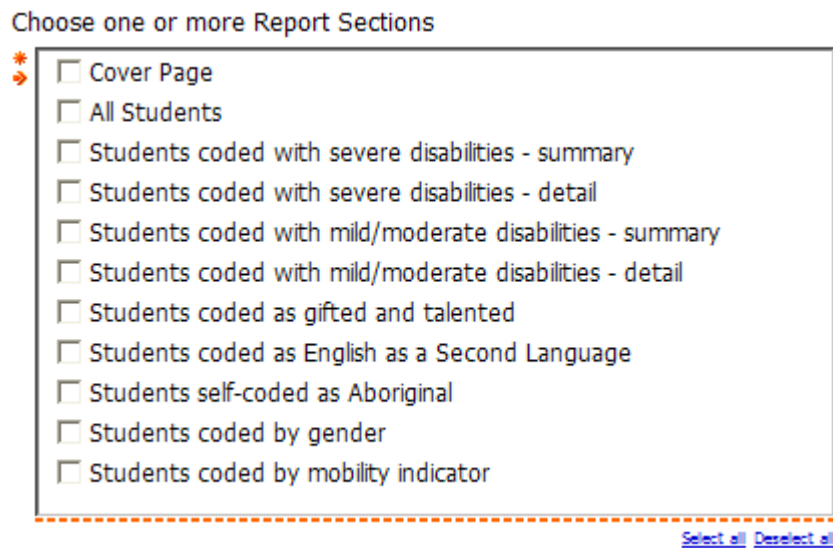 Choose one or more Report Sections
Cover Page
All Students
Students coded with severe disabilities - summary
Students coded with severe disabilities - detail
Students coded with mild/moderate disabilities - summary
Students coded with mild/moderate disabilities - detail
Students coded as gifted and talented
Students coded as English as a Second Language
Students self-coded as Aboriginal
Students coded by gender
Students coded by mobility indicator
Select all Deselect all